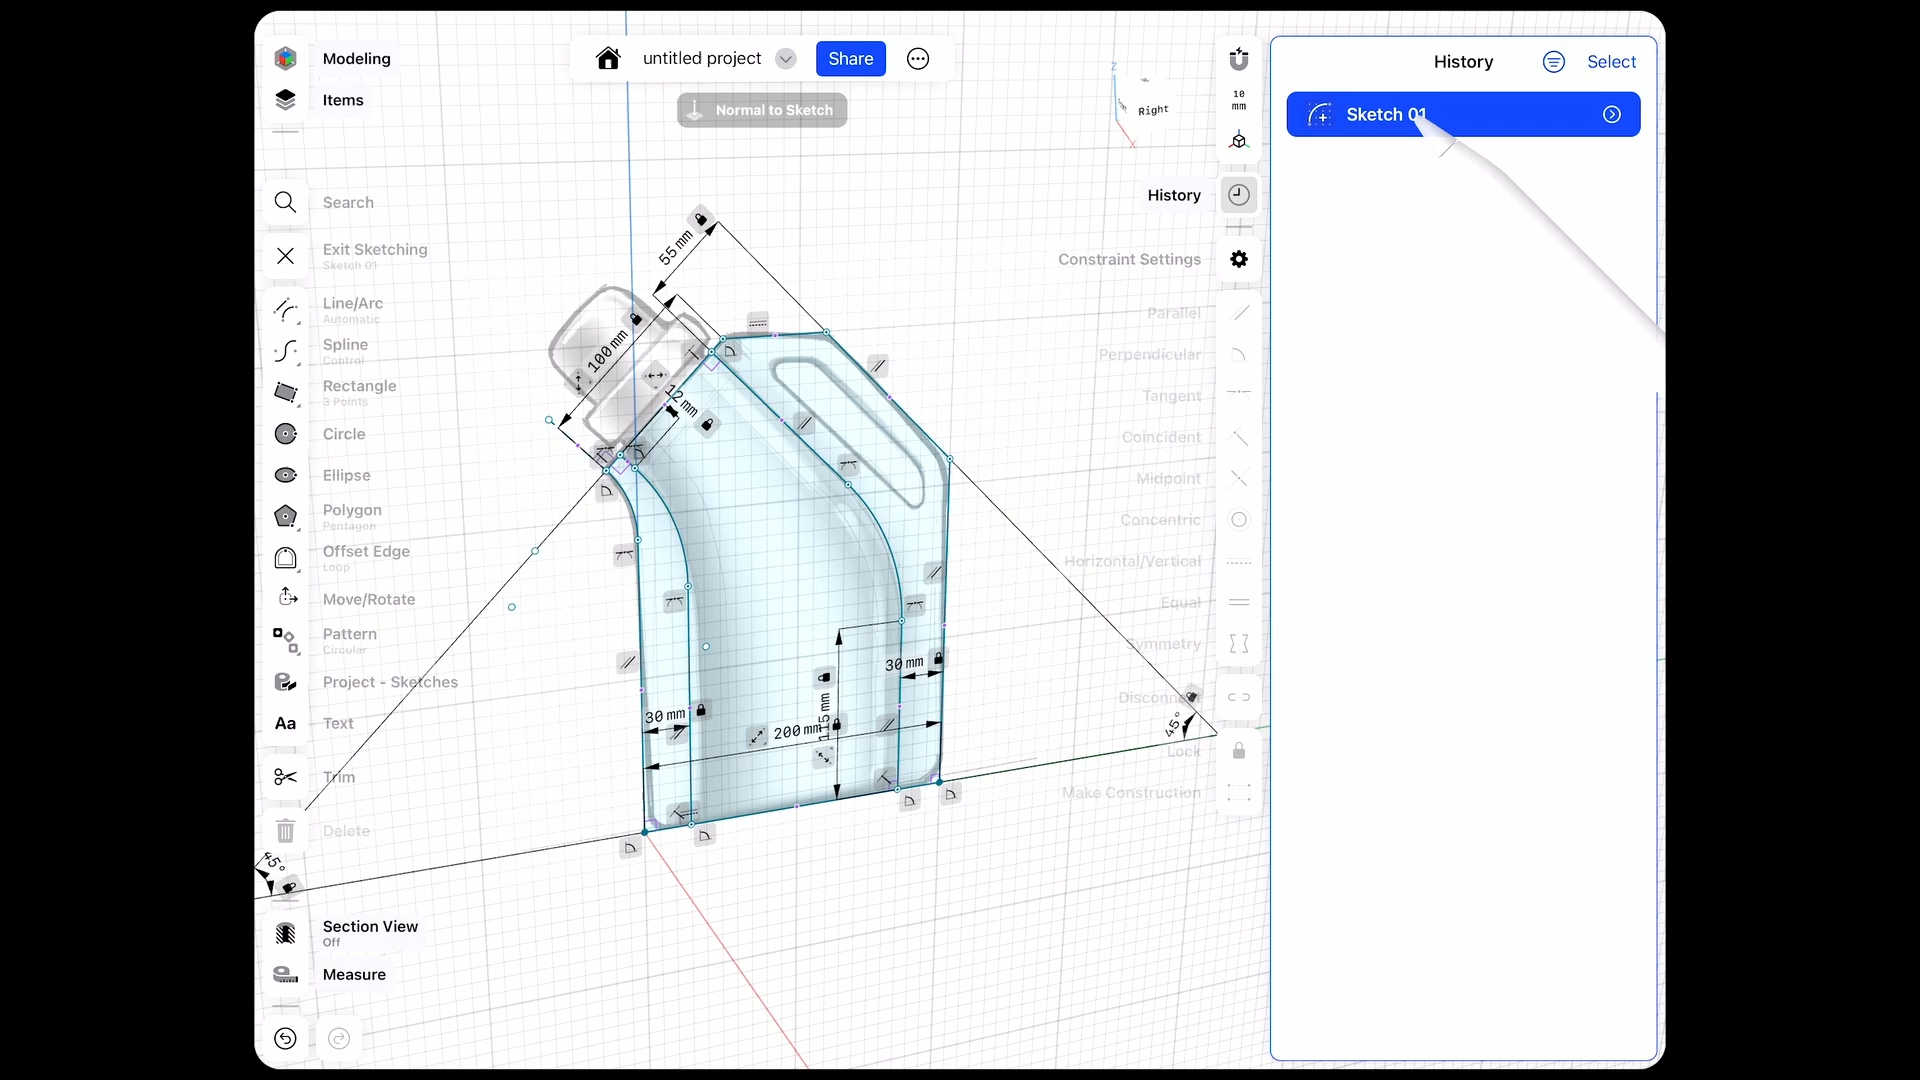 Modeling
Items
Search
Exit Sketching
Sketch 01
Line/Arc
Automatic
Spline
Control
Rectangle
3 Points
Circle
Ellipse
Polygon
Pentagon
Offset Edge
Loop
Move/Rotate
Pattern
Circular
Project - Sketches
Aa Text
Trim
Delete
Section View
Off
Measure
untitled project
Share
Normal to Sketch
Z
Right
X
55 mm
100 mm
12 mm
30 mm
200 mm
30 mm
45°
45°
10
mm
History
Constraint Settings
Parallel
Perpendicular
Tangent
Coincident
Midpoint
Concentric
Horizontal/Vertical
Equal
Symmetry
Disconnect
Lock
Make Construction
History
Select
Sketch 01